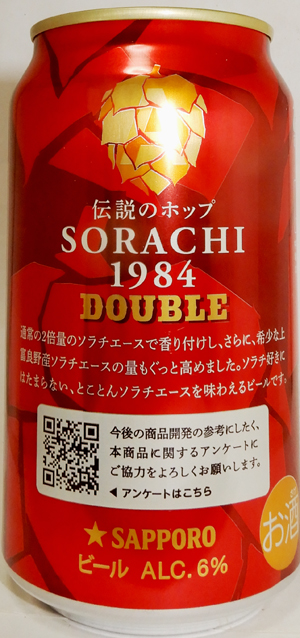 伝説のホップ
SORACHI
1984
DOUBLE
通常の2倍量のソラチエースで香り付けし、さらに、希少な上
富良野産ソラチエースの量もぐっと高めました。ソラチ好きに
はたまらない、とことんソラチエースを味わえるビールです。
今後の商品開発の参考にしたく、
本商品に関するアンケートに
ご協力をよろしくお願いします。
◀アンケートはこちら
お酒
★SAPPORO
ビール ALC.6%